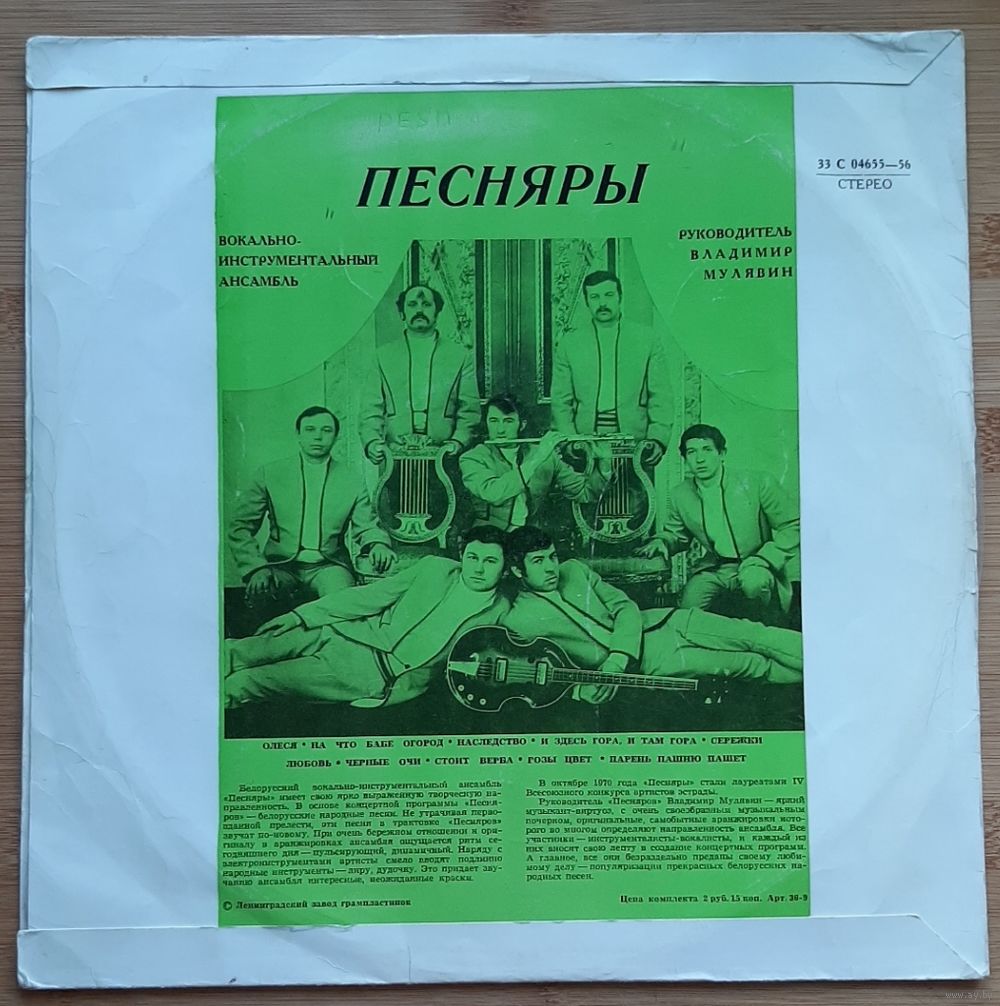 РЕSП
ПЕСНЯРЫ
33 С 04655—56
СТЕРЕО
ВОКАЛЬНО-
ИНСТРУМЕНТАЛЬНЫЙ
АНСАМБЛЬ
РУКОВОДИТЕЛЬ
ВЛАДИМИР
МУЛЯВИН
ОЛЕСЯ • НА ЧТО БАБЕ ОГОРОД • НАСЛЕДСТВО • И ЗДЕСЬ ГОРА, И ТАМ ГОРА • СЕРЕЖКИ
ЛЮБОВЬ • ЧЕРНЫЕ ОЧИ • СТОИТ ВЕРБА • РОЗЫ ЦВЕТ • ПАРЕНЬ ПАШНЮ ПАШЕТ
Белорусский вокально-инструментальный ансамбль
«Песняры» имеет свою ярко выраженную творческую на-
правленность. В основе концертной программы «Песня-
ров» — белорусские народные песни. Не утрачивая перво-
зданной прелести, эти песни в трактовке «Песняров»
звучат по-новому. При очень бережном отношении к ори-
гиналу в аранжировках ансамбля ощущается ритм се-
годняшнего дня — пульсирующий, динамичный. Наряду с
электроинструментами артисты смело вводят подлинно
народные инструменты — лиру, дудочку. Это придает зву-
чанию ансамбля интересные, неожиданные краски.
В октябре 1970 года «Песняры» стали лауреатами IV
Всесоюзного конкурса артистов эстрады.
Руководитель «Песняров» Владимир Мулявин — яркий
музыкант-виртуоз, с очень своеобразным музыкальным
почерком, оригинальные, самобытные аранжировки кото-
рого во многом определяют направленность ансамбля. Все
участники — инструменталисты-вокалисты, и каждый из
них вносит свою лепту в создание концертных программ.
А главное, все они безраздельно преданы своему люби-
мому делу — популяризации прекрасных белорусских на-
родных песен.
© Ленинградский завод грампластинок
Цена комплекта 2 руб. 15 коп. Арт. 36-9
www.ay.by